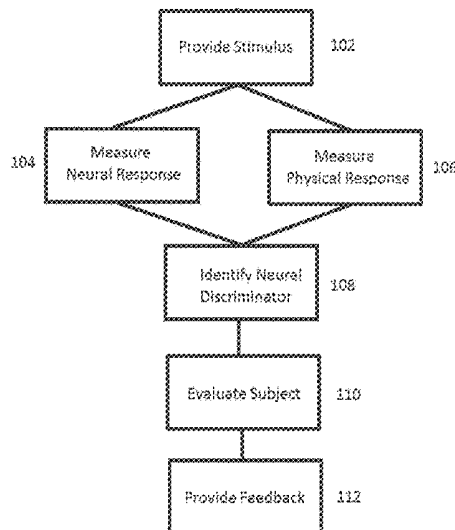 Provide Stimulus
102
104
Measure
Neural Response
Measure
Physical Response
106
Identify Neural
Discriminator
108
Evaluate Subject
110
Provide Feedback
112